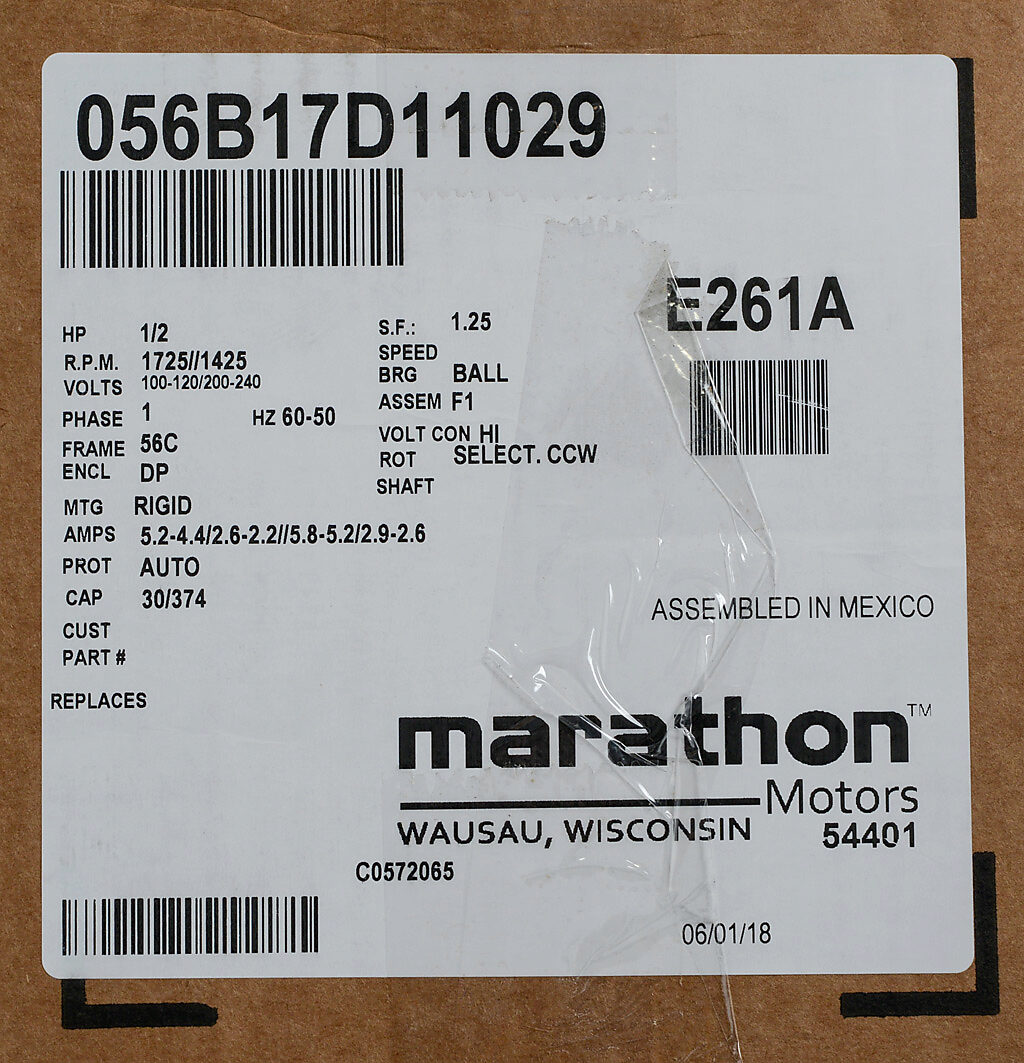 056B17D11029
E261A
HP 1/2
R.P.M. 1725//1425
VOLTS 100-120/200-240
PHASE 1 HZ 60-50
FRAME 56C
ENCL DP
MTG RIGID
AMPS 5.2-4.4/2.6-2.2//5.8-5.2/2.9-2.6
PROT AUTO
CAP 30/374
CUST
PART #
REPLACES
S.F.: 1.25
SPEED
BRG BALL
ASSEM F1
VOLT CON HI
ROT SELECT. CCW
SHAFT
ASSEMBLED IN MEXICO
marathon™
Motors
WAUSAU, WISCONSIN 54401
C0572065
06/01/18